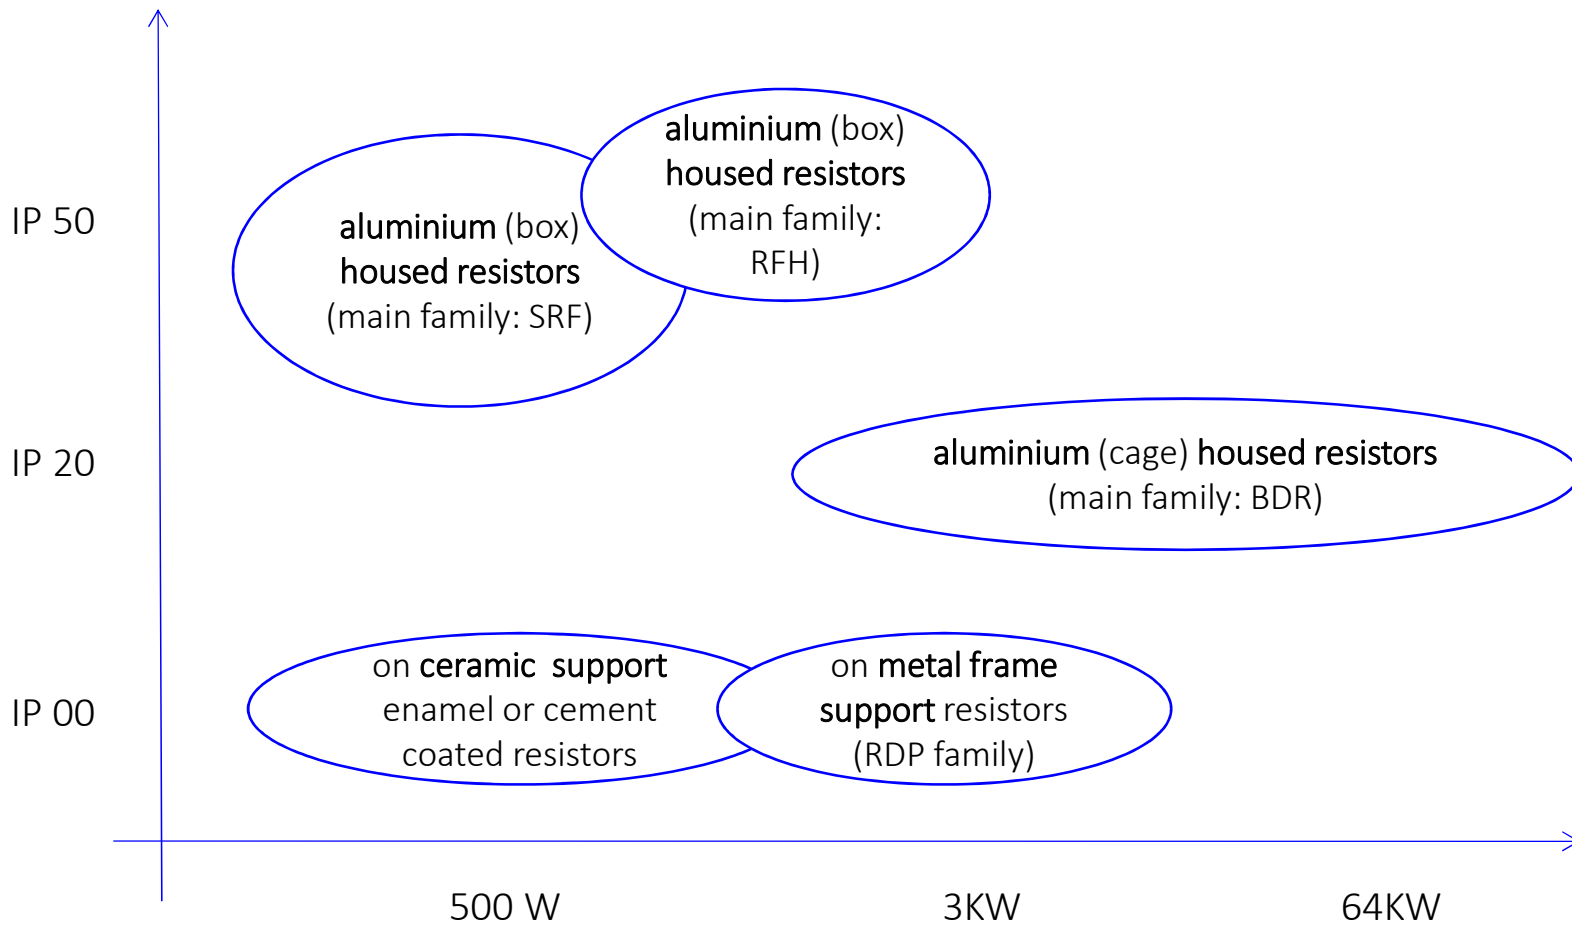 aluminium (box)
housed resistors
(main family:
RFH)
IP 50
aluminium (box)
housed resistors
(main family: SRF)
IP 20
aluminium (cage) housed resistors
(main family: BDR)
IP 00
on ceramic  support
enamel or cement
coated resistors
on metal frame
support resistors
(RDP family)
500 W
3KW
64KW